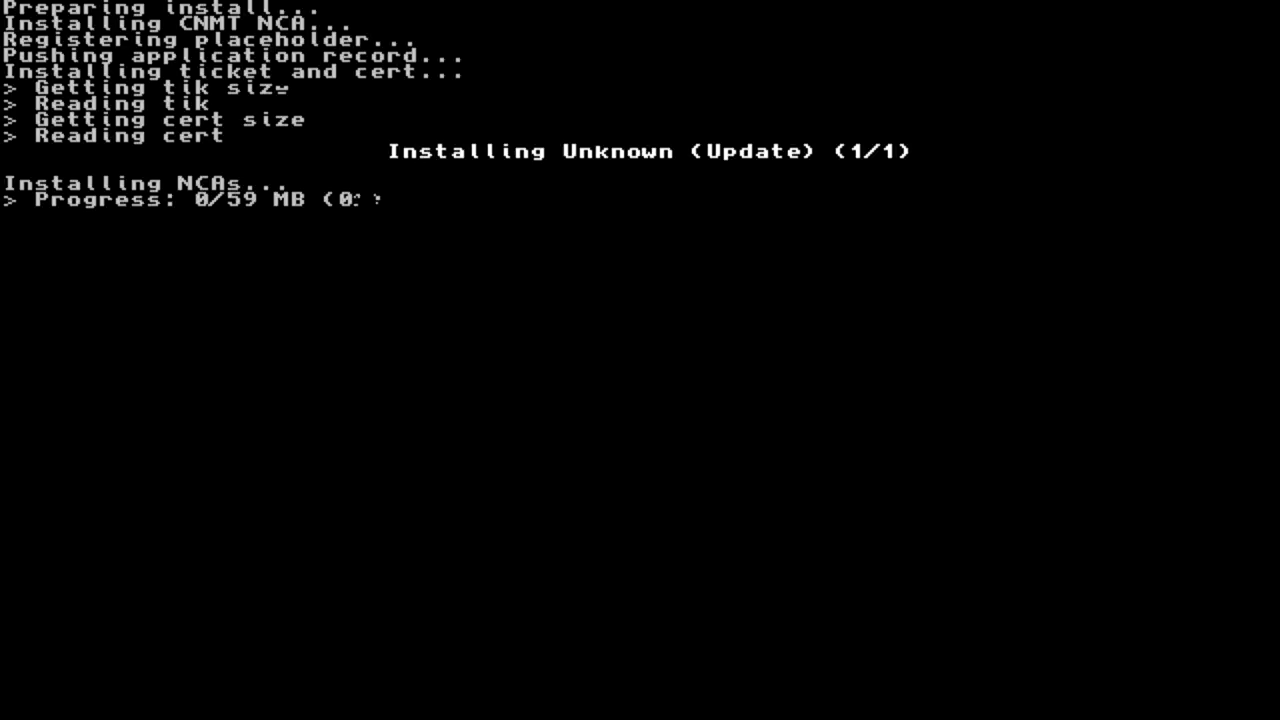 Preparing install...
Installing CNMT NCA...
Registering placeholder...
Pushing application record...
Installing ticket and cert...
> Getting tik size
> Reading tik
> Getting cert size
> Reading cert
Installing Unknown (Update) (1/1)
Installing NCAs...
> Progress: 0/59 MB (0